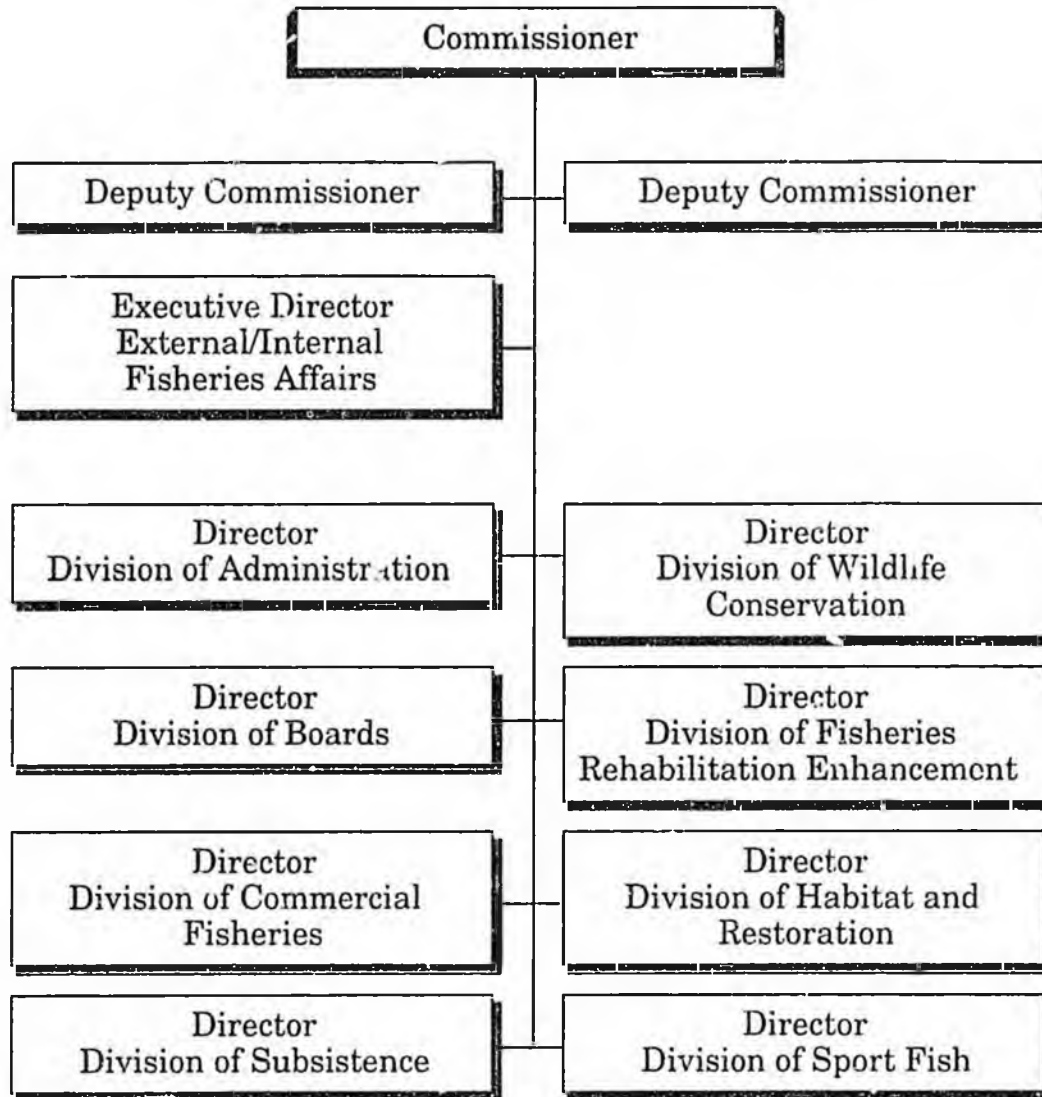 Commissioner
Deputy Commissioner
Deputy Commissioner
Executive Director
External/Internal
Fisheries Affairs
Director
Division of Administration
Director
Division of Wildlife
Conservation
Director
Division of Boards
Director
Division of Fisheries
Rehabilitation Enhancement
Director
Division of Commercial
Fisheries
Director
Division of Habitat and
Restoration
Director
Division of Subsistence
Director
Division of Sport Fish